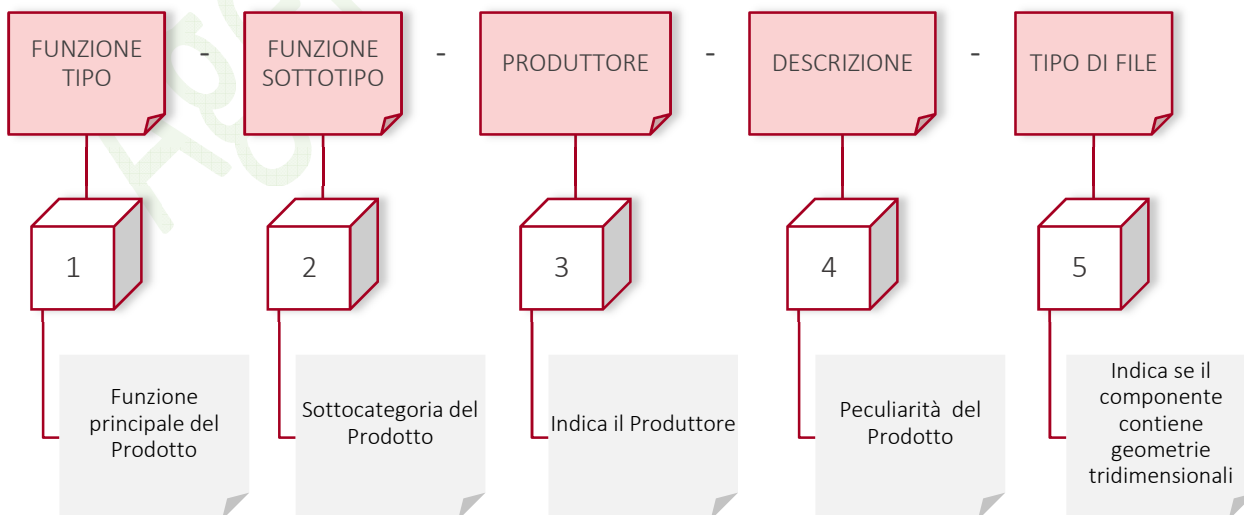 FUNZIONE
TIPO
-
FUNZIONE
SOTTOTIPO
-
PRODUTTORE
-
DESCRIZIONE
-
TIPO DI FILE
1
2
3
4
5
Funzione
principale del
Prodotto
Sottocategoria del
Prodotto
Indica il Produttore
Peculiarità del
Prodotto
Indica se il
componente
contiene
geometrie
tridimensionali